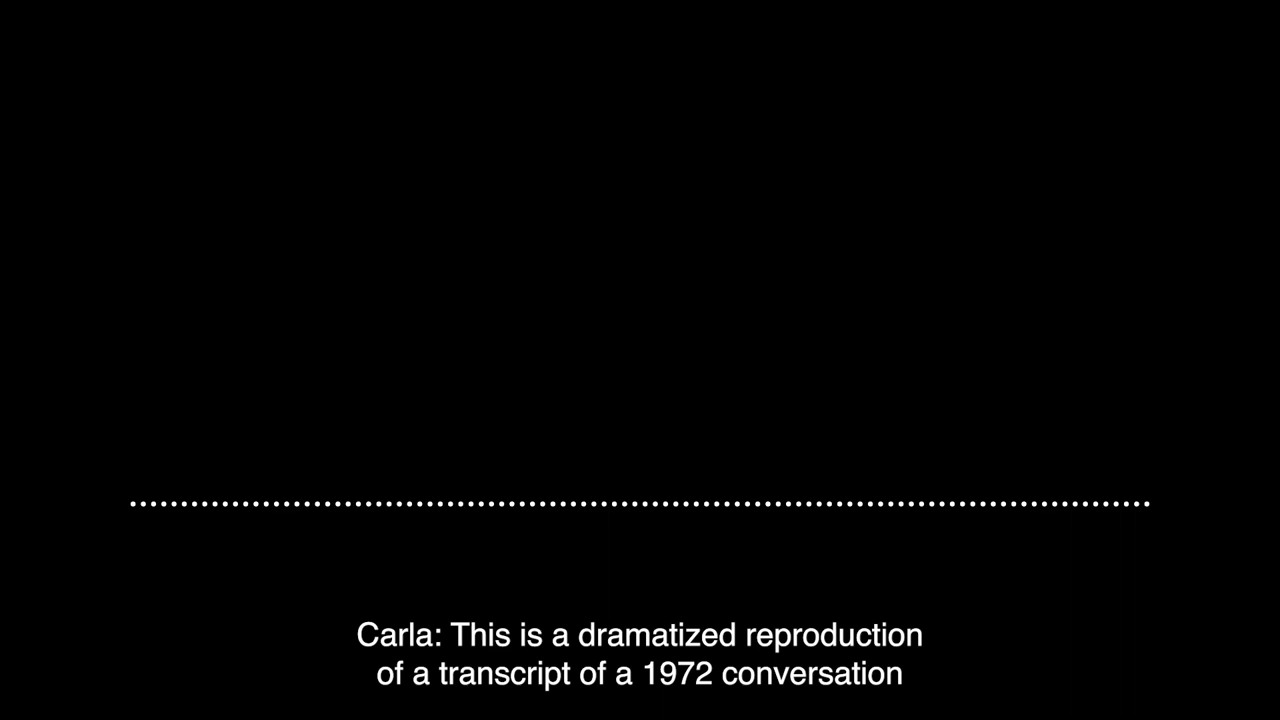 Carla: This is a dramatized reproduction
of a transcript of a 1972 conversation